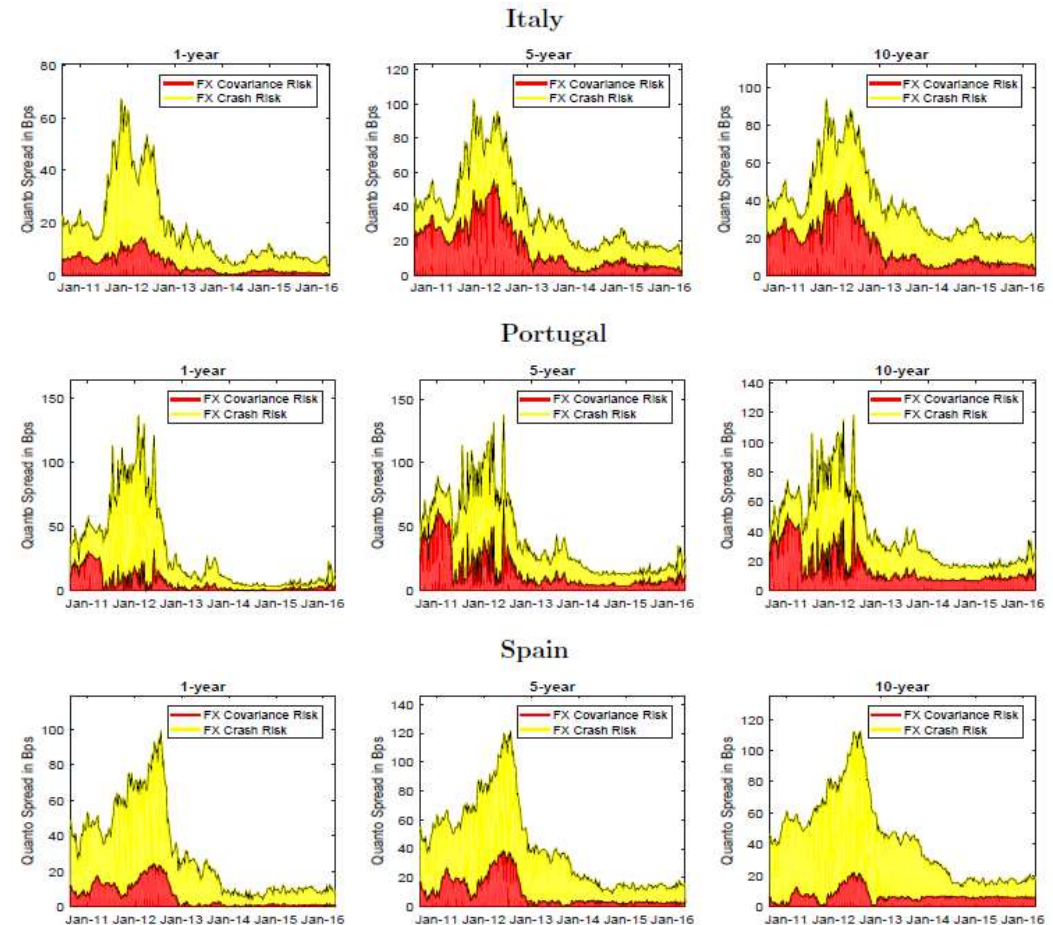 Italy
1-year
5-year
10-year
Quanto Spread in Bps
80
60
40
20
0
FX Covariance Risk
FX Crash Risk
Jan-11 Jan-12 Jan-13 Jan-14 Jan-15 Jan-16
Quanto Spread in Bps
120
100
80
60
40
20
0
FX Covariance Risk
FX Crash Risk
Jan-11 Jan-12 Jan-13 Jan-14 Jan-15 Jan-16
Quanto Spread in Bps
100
80
60
40
20
0
FX Covariance Risk
FX Crash Risk
Jan-11 Jan-12 Jan-13 Jan-14 Jan-15 Jan-16
Portugal
1-year
5-year
10-year
Quanto Spread in Bps
150
100
50
0
FX Covariance Risk
FX Crash Risk
Jan-11 Jan-12 Jan-13 Jan-14 Jan-15 Jan-16
Quanto Spread in Bps
150
100
50
0
FX Covariance Risk
FX Crash Risk
Jan-11 Jan-12 Jan-13 Jan-14 Jan-15 Jan-16
Quanto Spread in Bps
140
120
100
80
60
40
20
0
FX Covariance Risk
FX Crash Risk
Jan-11 Jan-12 Jan-13 Jan-14 Jan-15 Jan-16
Spain
1-year
5-year
10-year
Quanto Spread in Bps
100
80
60
40
20
0
FX Covariance Risk
FX Crash Risk
Jan-11 Jan-12 Jan-13 Jan-14 Jan-15 Jan-16
Quanto Spread in Bps
140
120
100
80
60
40
20
0
FX Covariance Risk
FX Crash Risk
Jan-11 Jan-12 Jan-13 Jan-14 Jan-15 Jan-16
Quanto Spread in Bps
120
100
80
60
40
20
0
FX Covariance Risk
FX Crash Risk
Jan-11 Jan-12 Jan-13 Jan-14 Jan-15 Jan-16